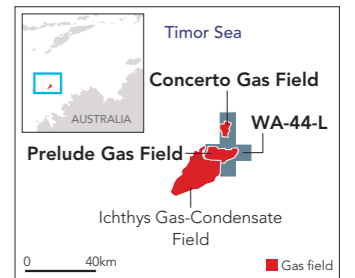 Timor Sea
Concerto Gas Field
AUSTRALIA
WA-44-L
Prelude Gas Field
Ichthys Gas-Condensate
Field
0 40km
Gas field